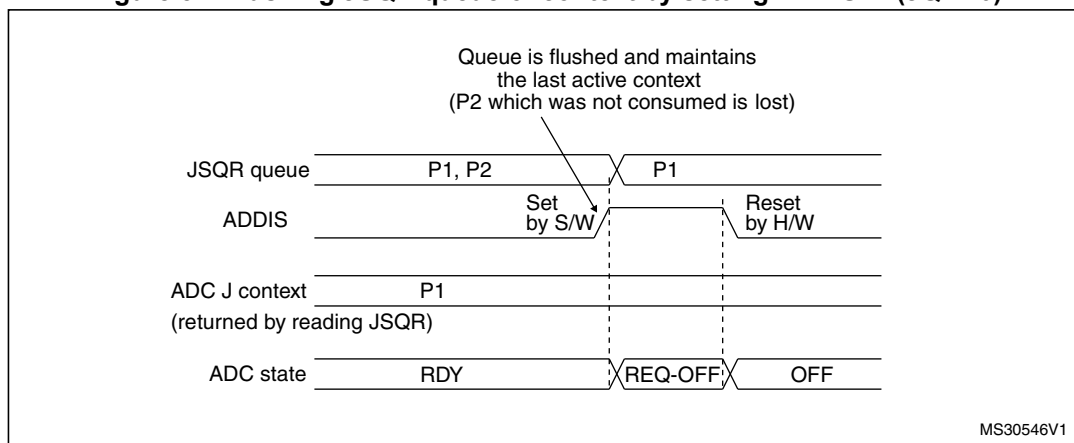 Queue is flushed and maintains
the last active context
(P2 which was not consumed is lost)
JSQR queue P1, P2 P1
ADDIS Set by S/W Reset by H/W
ADC J context P1
(returned by reading JSQR)
ADC state RDY REQ-OFF OFF
MS30546V1